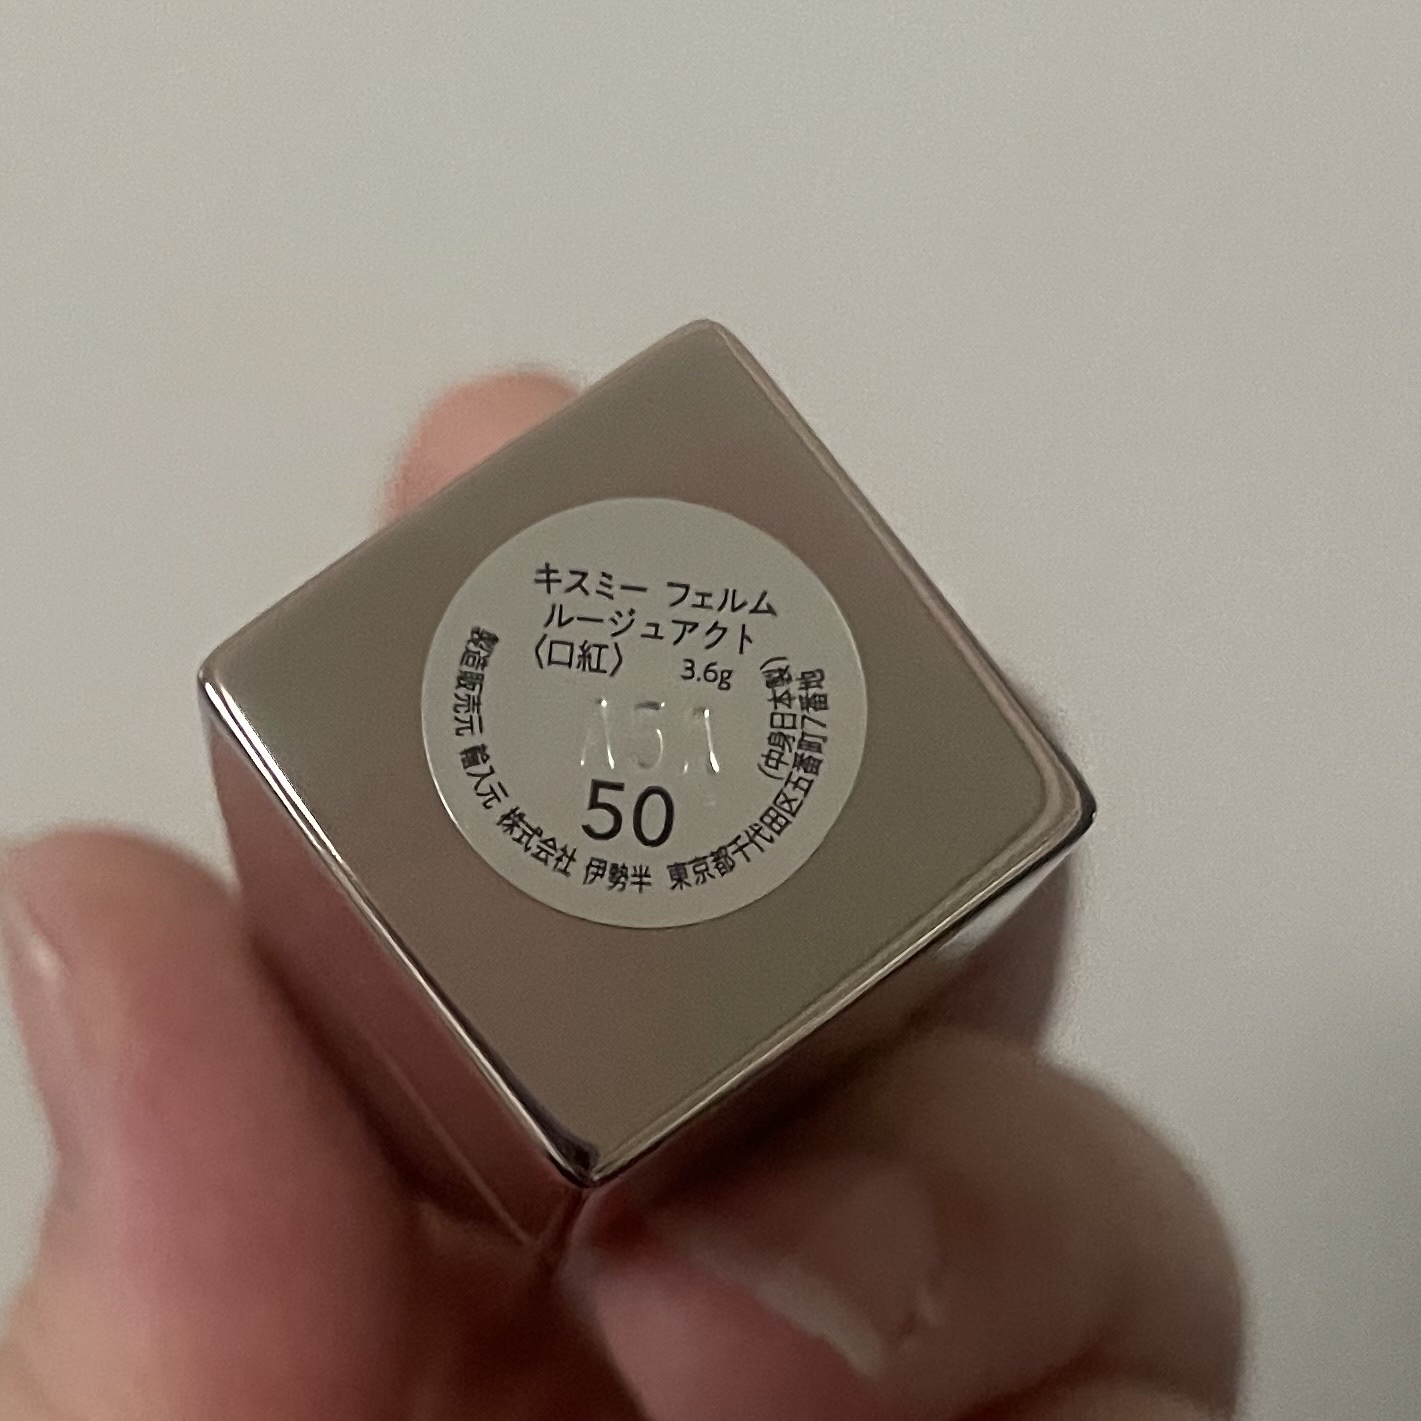 キスミー フェルム
ルージュアクト
〈口紅〉 3.6g
A5A
50
製造販売元 輸入元 株式会社 伊勢半 東京都千代田区五番町7番地
(中身日本製)